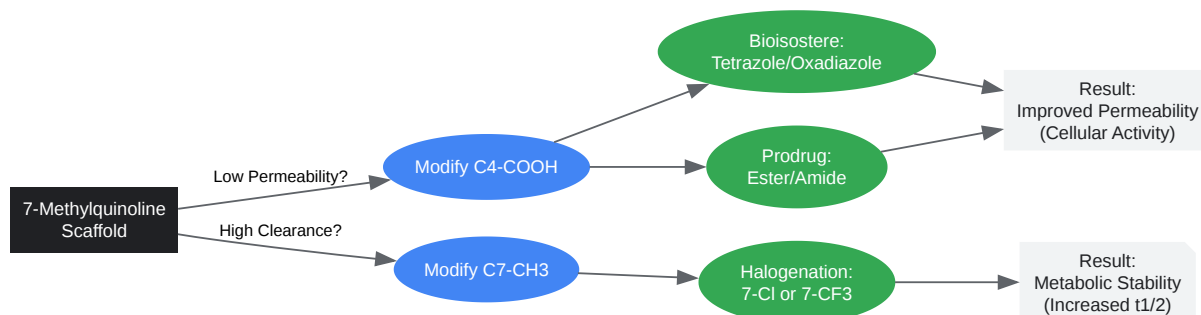 Bioisostere:
Tetrazole/Oxadiazole
Result:
Improved Permeability
(Cellular Activity)
Modify C4-COOH
Prodrug:
Ester/Amide
Low Permeability?
7-Methylquinoline
Scaffold
High Clearance?
Modify C7-CH3
Halogenation:
7-Cl or 7-CF3
Result:
Metabolic Stability
(Increased t1/2)